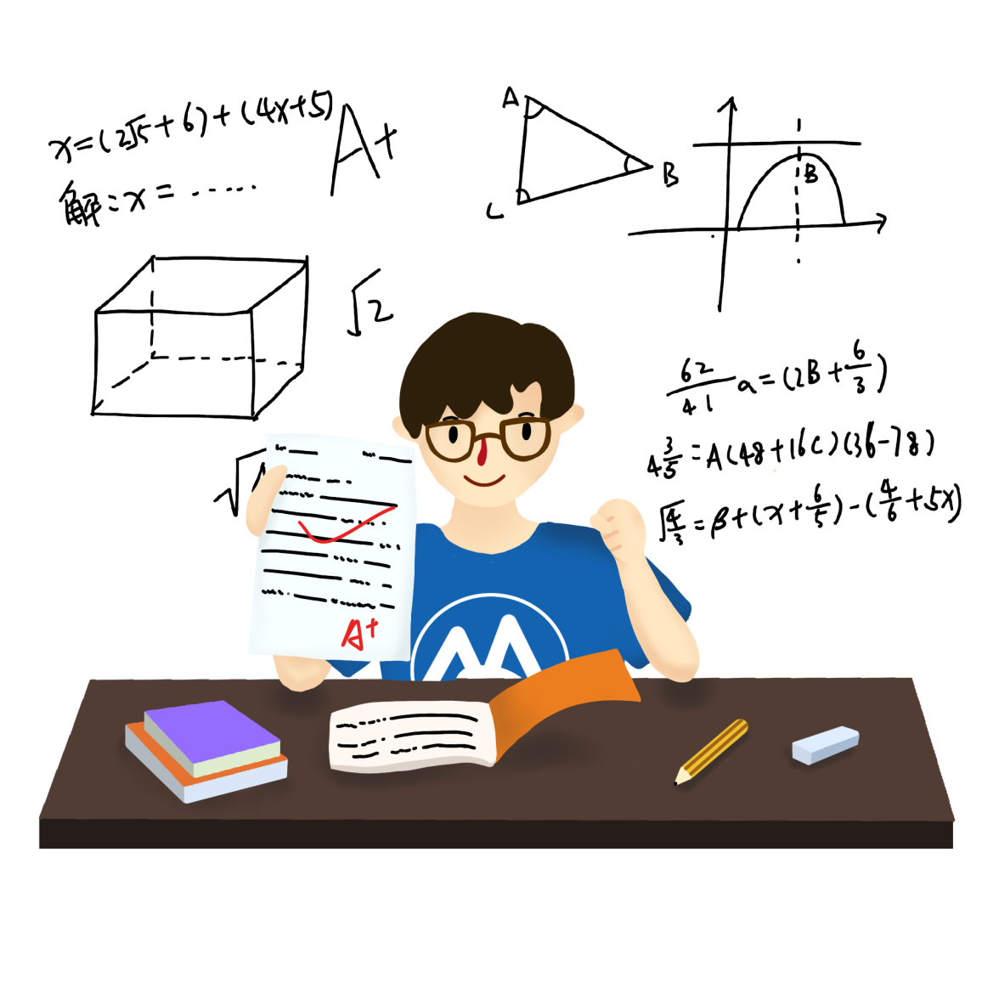 x=(2√5+6)+(4x+5)
A+
解:x=······
A
B
C
B
√2
62/41 a=(2B+6/3)
4 3/5=A(48+16C)(36-78)
√4/3=β+(x+6/5)-(4/6+5x)
A+